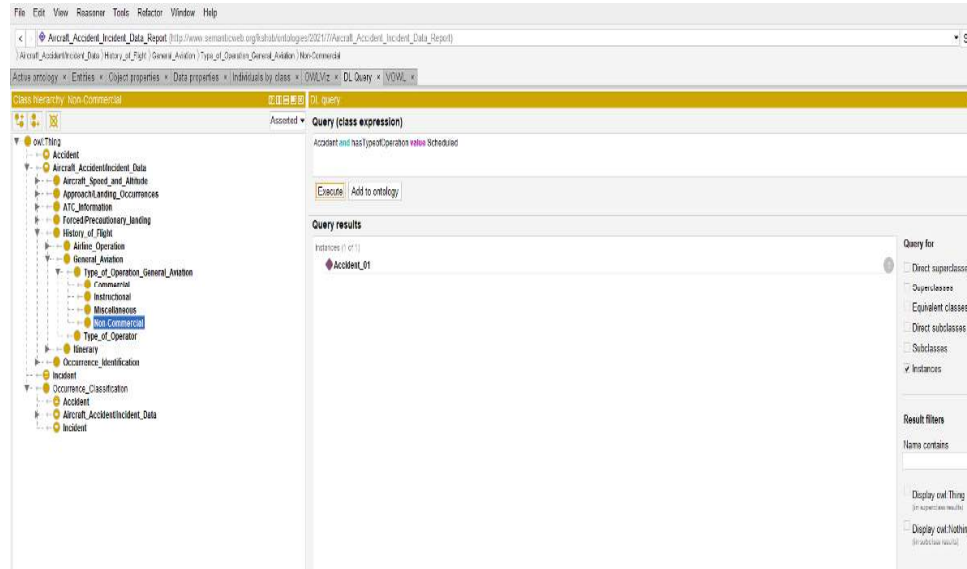 File Edit View Reasoner Tools Refactor Window Help
< Aircraft_Accident_Incident_Data_Report (http://www.semanticweb.org/kshub/ontologies/2021/7/Aircraft_Accident_Incident_Data_Report)
Aircraft_Accident/Incident_Data History_of_Flight General_Aviation Type_of_Operation_General_Aviation Non-Commercial
Active ontology × Entities × Object properties × Data properties × Individuals by class × OWLViz × DL Query × VOWL ×
Class hierarchy: Non-Commercial
DL query:
Asserted
Query (class expression)
owl:Thing
Accident
Aircraft_Accident/Incident_Data
Aircraft_Speed_and_Altitude
Approach/Landing_Occurrences
ATC_Information
Forced/Precautionary_landing
History_of_Flight
Airline_Operation
General_Aviation
Type_of_Operation_General_Aviation
Commercial
Instructional
Miscellaneous
Non-Commercial
Type_of_Operator
Itinerary
Occurrence_Identification
Incident
Occurrence_Classification
Accident
Aircraft_Accident/Incident_Data
Incident
Accident and hasTypeofOperation value Scheduled
Execute Add to ontology
Query results
Instances (1 of 1)
Accident_01
?
Query for
Direct superclasse
Superclasses
Equivalent classes
Direct subclasses
Subclasses
Instances
Result filters
Name contains
Display owl:Thing
(in superclass results)
Display owl:Nothin
(in subclass results)